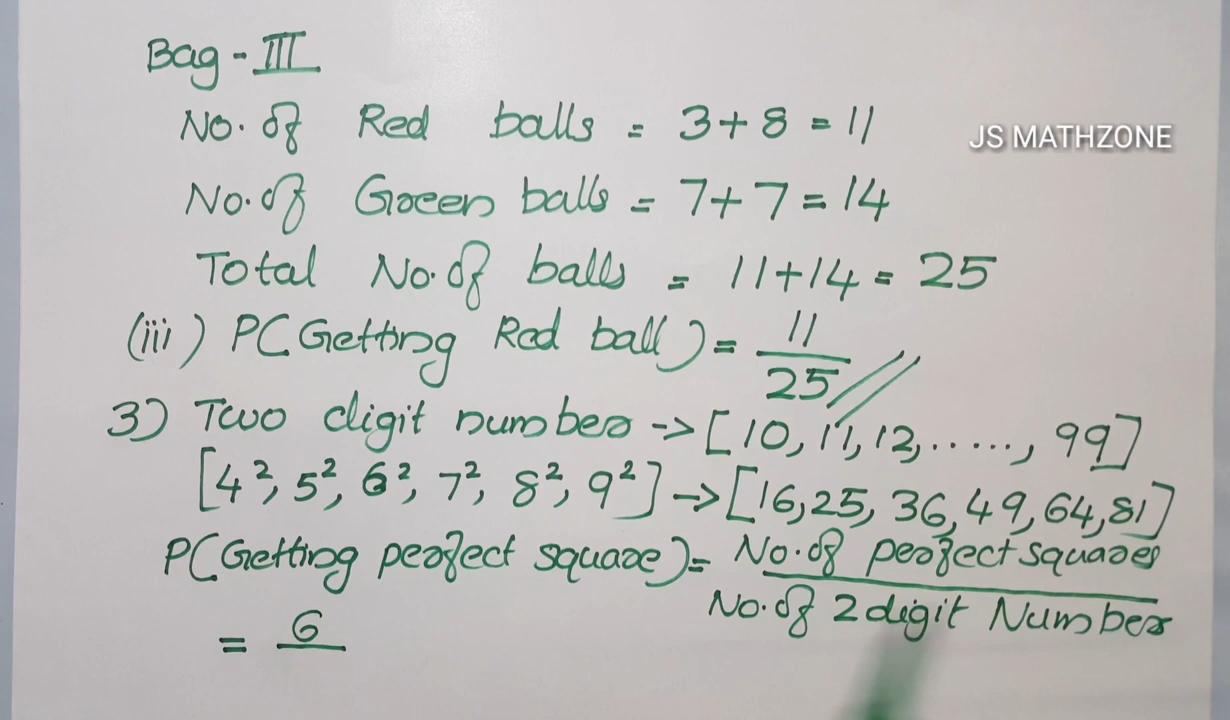 Bag - III
No. of Red balls = 3 + 8 = 11
JS MATHZONE
No. of Green balls = 7 + 7 = 14
Total No. of balls = 11 + 14 = 25
(iii) P(Getting Red ball) = 11/25 //
3) Two digit number -> [10, 11, 12, ....., 99]
[4², 5², 6², 7², 8², 9²] -> [16, 25, 36, 49, 64, 81]
P(Getting perfect square) = No. of perfect squares
No. of 2 digit Number
= 6